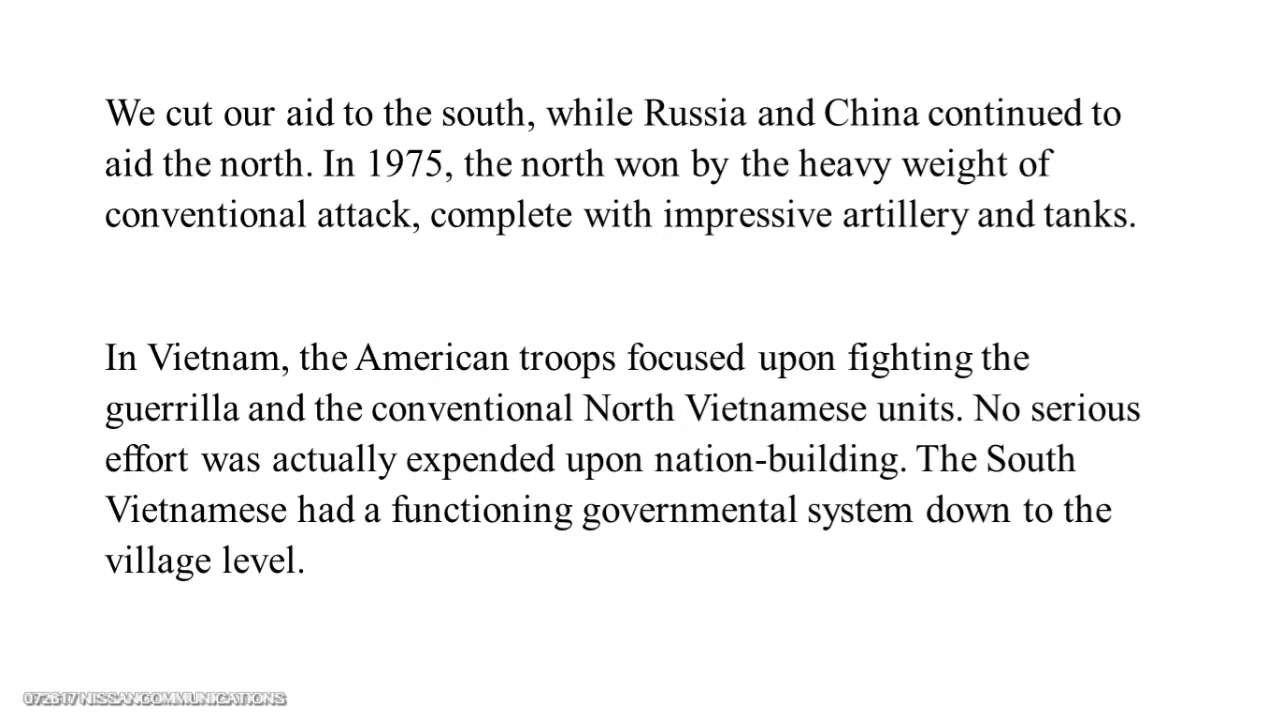 We cut our aid to the south, while Russia and China continued to
aid the north. In 1975, the north won by the heavy weight of
conventional attack, complete with impressive artillery and tanks.
In Vietnam, the American troops focused upon fighting the
guerrilla and the conventional North Vietnamese units. No serious
effort was actually expended upon nation-building. The South
Vietnamese had a functioning governmental system down to the
village level.
072617 NISSANCOMMUNICATIONS